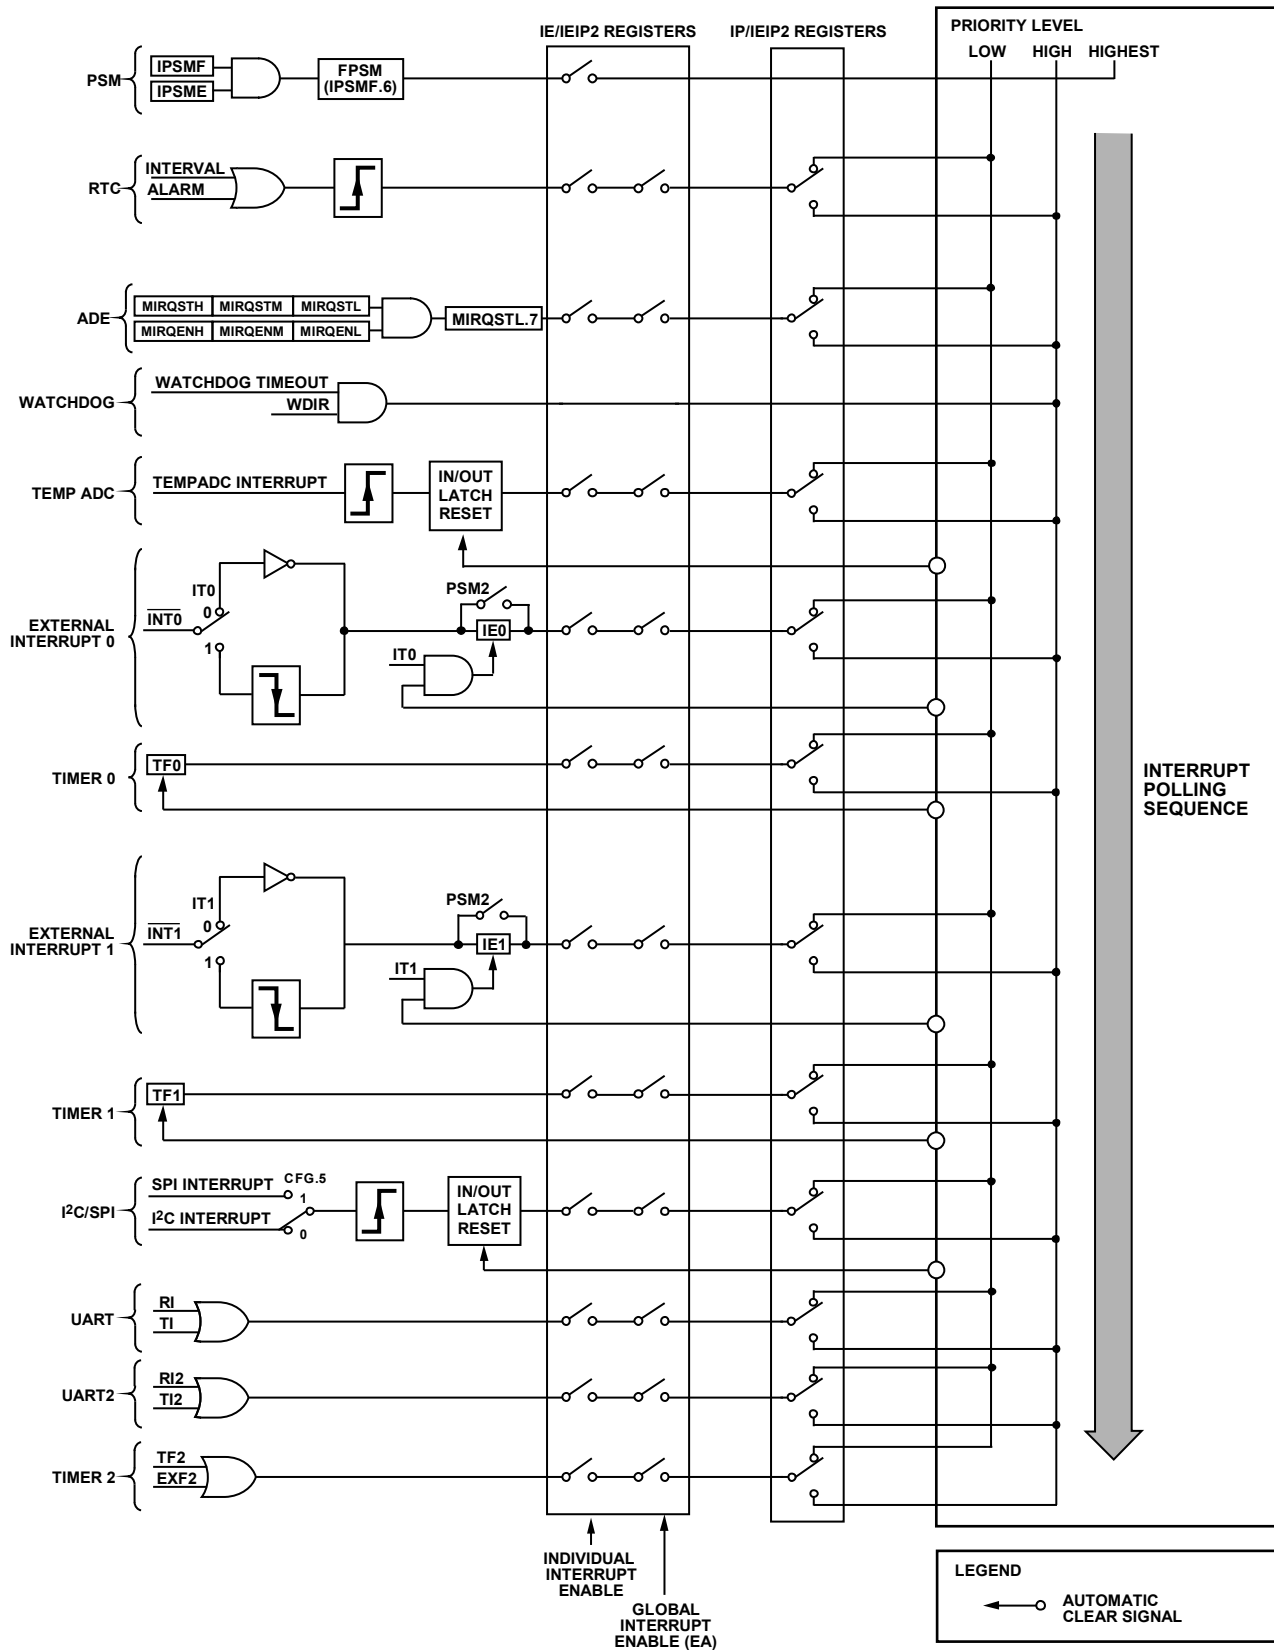 IE/IEIP2 REGISTERS
IP/IEIP2 REGISTERS
PRIORITY LEVEL
LOW HIGH HIGHEST
PSM
IPSMF
IPSME
FPSM
(IPSMF.6)
RTC
INTERVAL
ALARM
ADE
MIRQSTH MIRQSTM MIRQSTL
MIRQENH MIRQENM MIRQENL
MIRQSTL.7
WATCHDOG
WATCHDOG TIMEOUT
WDIR
TEMP ADC
TEMPADC INTERRUPT
IN/OUT
LATCH
RESET
EXTERNAL
INTERRUPT 0
INT0
IT0
0
1
PSM2
IE0
IT0
TIMER 0
TF0
INTERRUPT
POLLING
SEQUENCE
EXTERNAL
INTERRUPT 1
INT1
IT1
0
1
PSM2
IE1
IT1
TIMER 1
TF1
I2C/SPI
SPI INTERRUPT
I2C INTERRUPT
CFG.5
1
0
IN/OUT
LATCH
RESET
UART
RI
TI
UART2
RI2
TI2
TIMER 2
TF2
EXF2
INDIVIDUAL
INTERRUPT
ENABLE
GLOBAL
INTERRUPT
ENABLE (EA)
LEGEND
AUTOMATIC
CLEAR SIGNAL